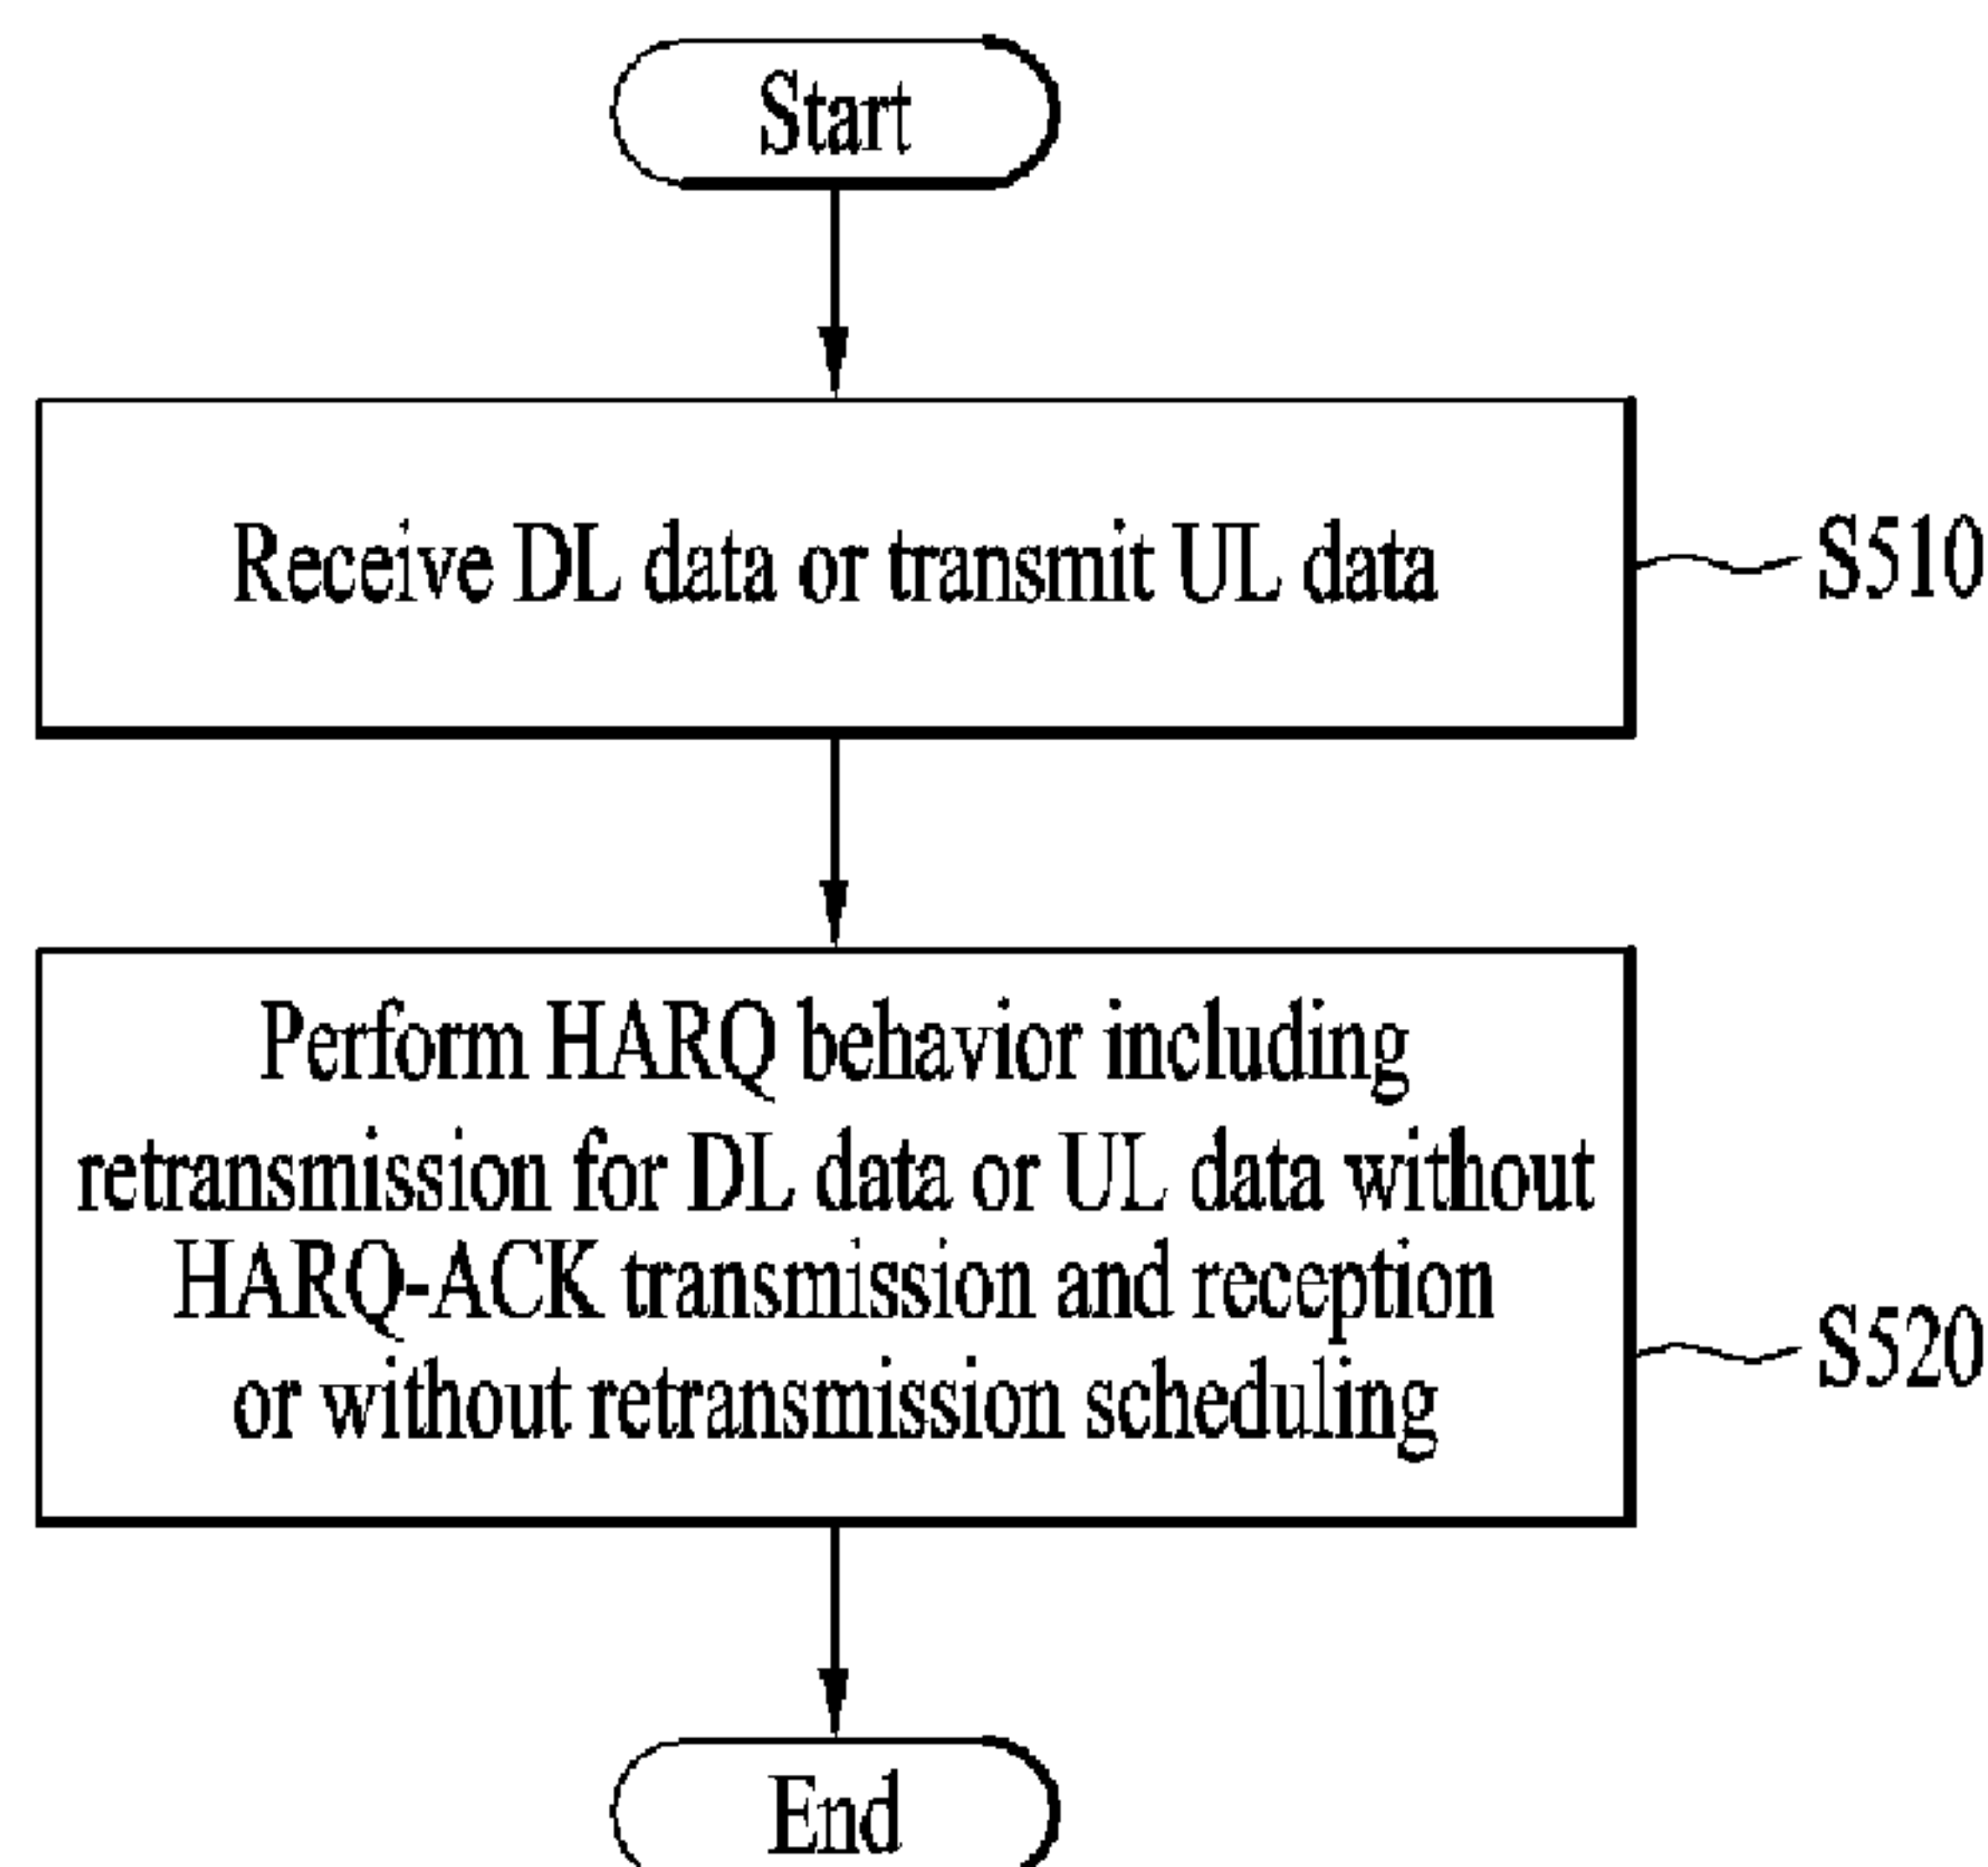 Start
Receive DL data or transmit UL data
S510
Perform HARQ behavior including
retransmission for DL data or UL data without
HARQ-ACK transmission and reception
or without retransmission scheduling
S520
End